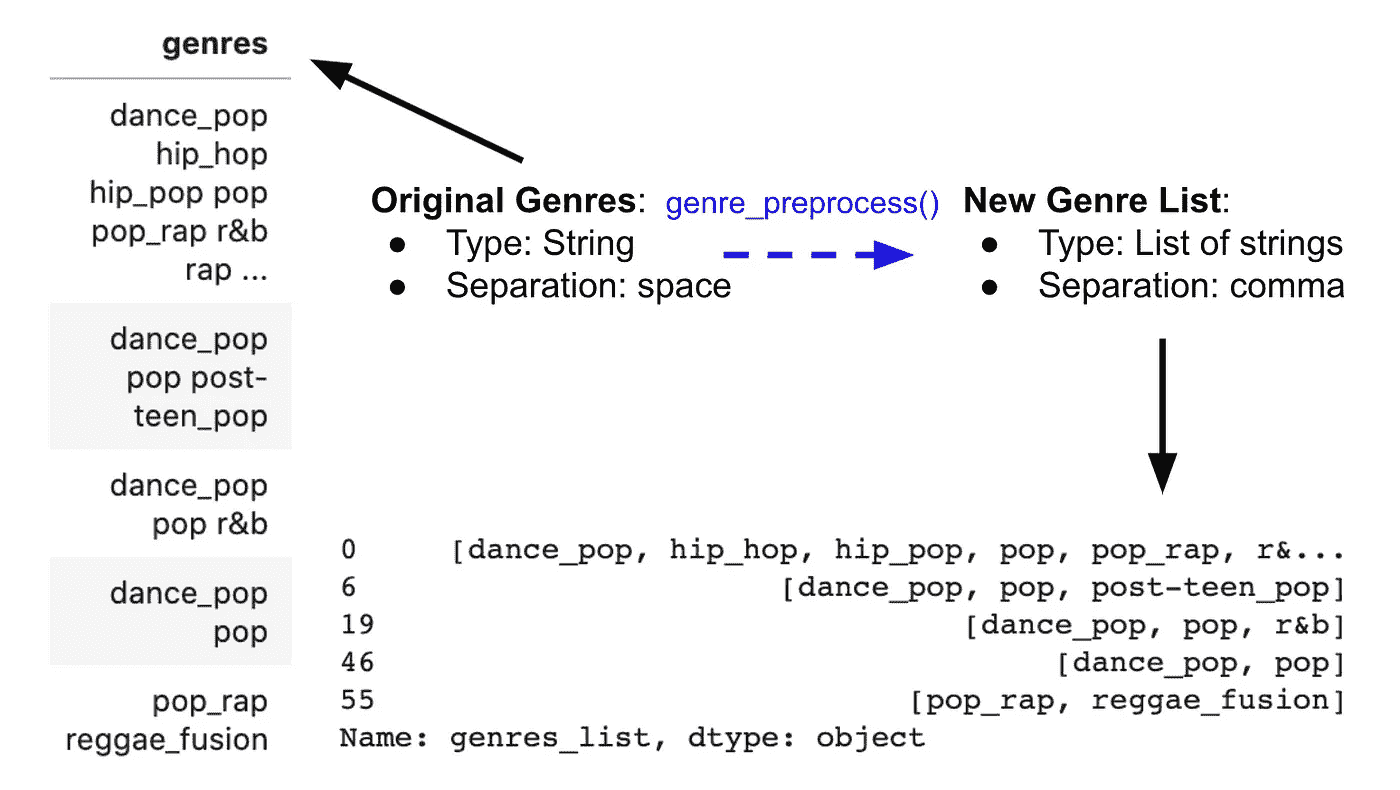 genres
dance_pop
hip_hop
hip_pop pop
pop_rap r&b
rap ...
dance_pop
pop post-
teen_pop
dance_pop
pop r&b
dance_pop
pop
pop_rap
reggae_fusion
Original Genres:
● Type: String
● Separation: space
genre_preprocess()
New Genre List:
● Type: List of strings
● Separation: comma
0 [dance_pop, hip_hop, hip_pop, pop, pop_rap, r&...
6 [dance_pop, pop, post-teen_pop]
19 [dance_pop, pop, r&b]
46 [dance_pop, pop]
55 [pop_rap, reggae_fusion]
Name: genres_list, dtype: object